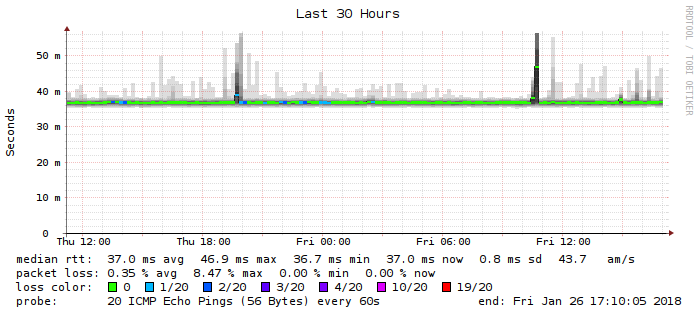 Last 30 Hours
RRDTOOL / TOBI OETIKER
Seconds
50 m
40 m
30 m
20 m
10 m
0
Thu 12:00 Thu 18:00 Fri 00:00 Fri 06:00 Fri 12:00
median rtt: 37.0 ms avg 46.9 ms max 36.7 ms min 37.0 ms now 0.8 ms sd 43.7 am/s
packet loss: 0.35 % avg 8.47 % max 0.00 % min 0.00 % now
loss color: 0 1/20 2/20 3/20 4/20 10/20 19/20
probe: 20 ICMP Echo Pings (56 Bytes) every 60s end: Fri Jan 26 17:10:05 2018